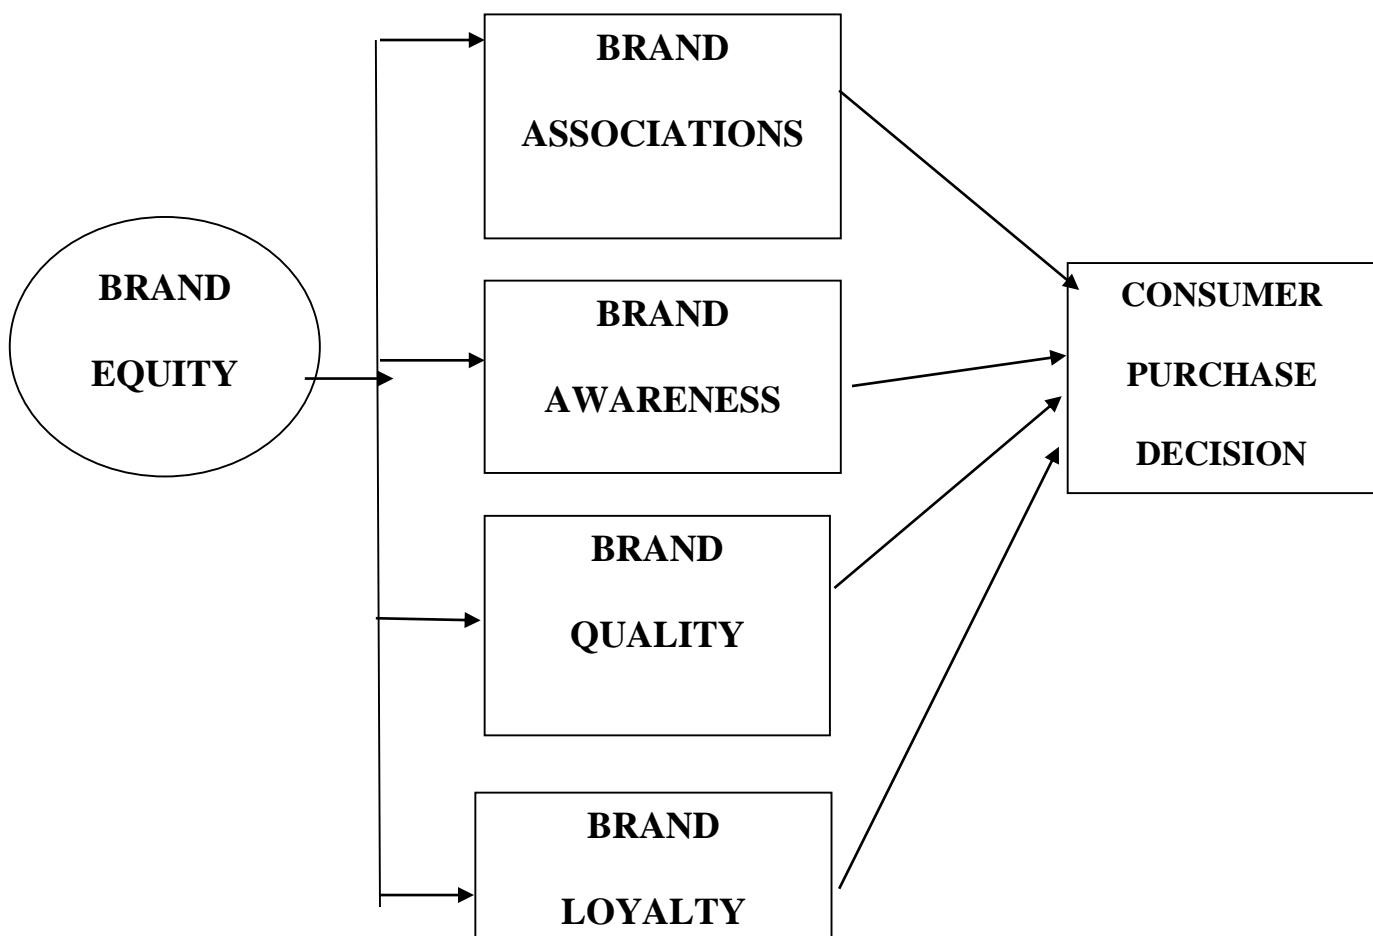 BRAND
ASSOCIATIONS
BRAND
EQUITY
BRAND
AWARENESS
CONSUMER
PURCHASE
DECISION
BRAND
QUALITY
BRAND
LOYALTY